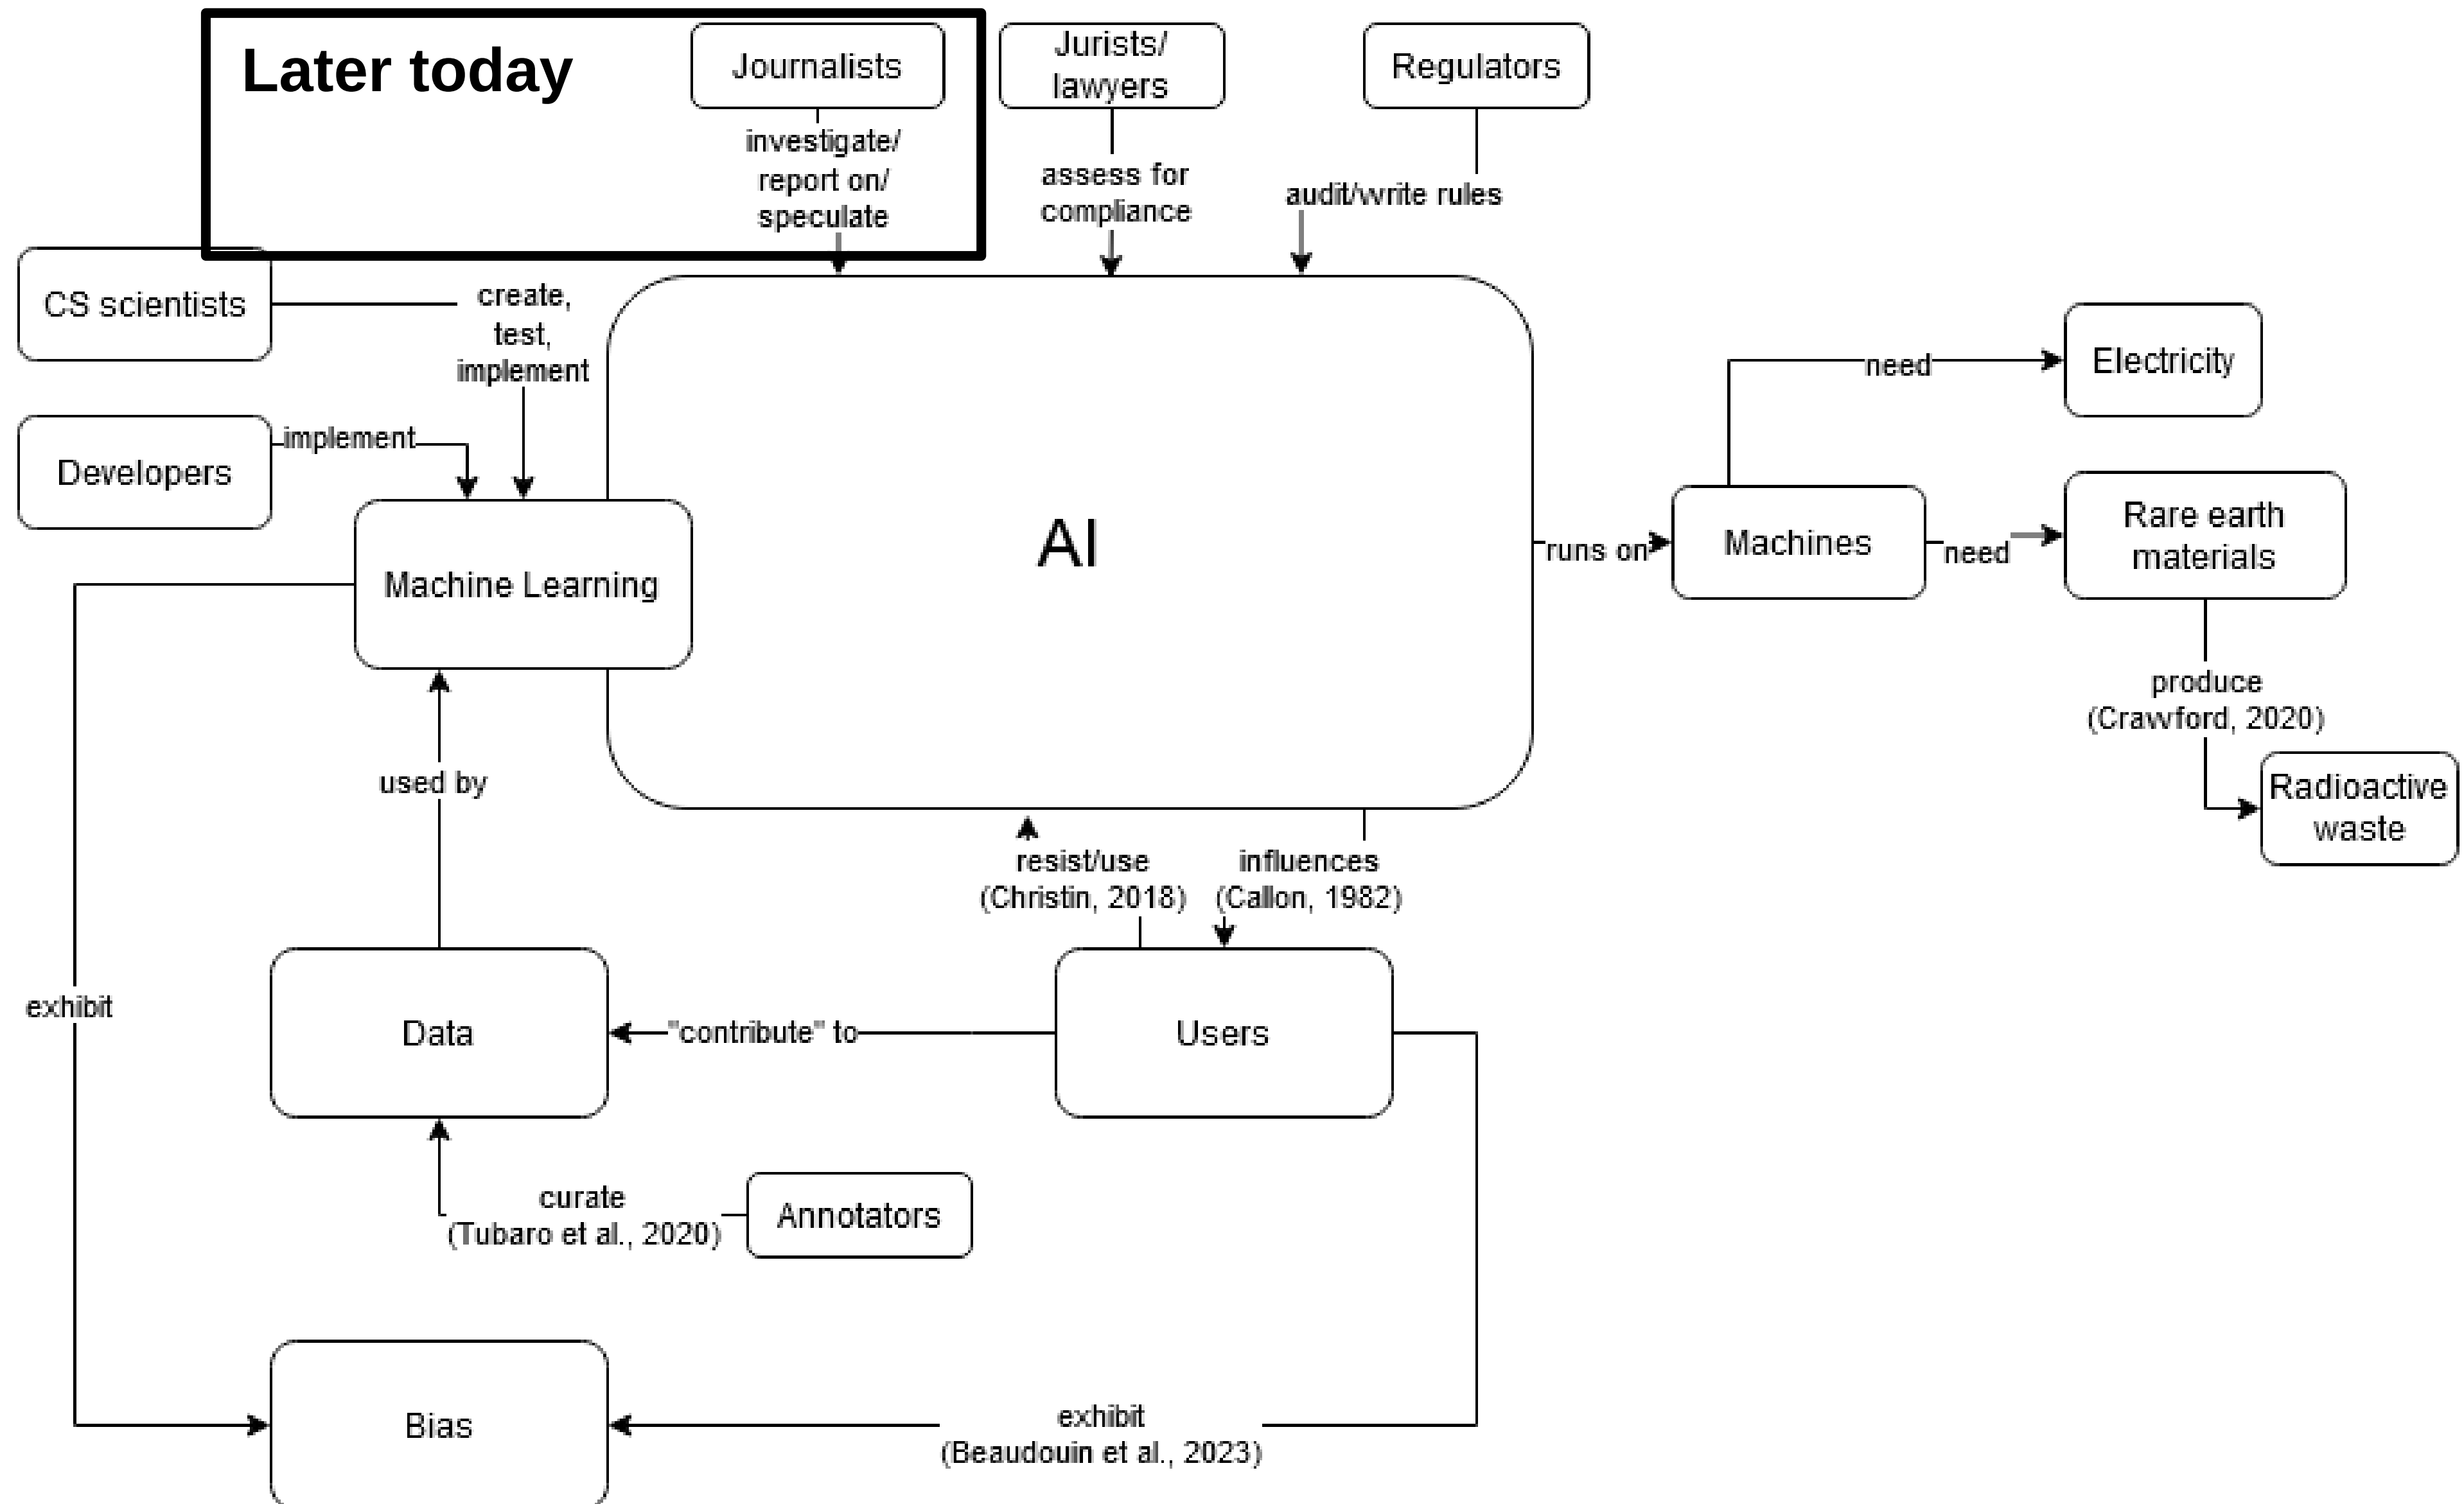 Later today
Journalists
Jurists/
lawyers
Regulators
investigate/
report on/
speculate
assess for
compliance
audit/write rules
CS scientists
create,
test,
implement
Developers
implement
Machine Learning
AI
runs on
Machines
need
Electricity
need
Rare earth
materials
produce
(Crawford, 2020)
Radioactive
waste
used by
resist/use
(Christin, 2018)
influences
(Callon, 1982)
exhibit
Data
"contribute" to
Users
curate
(Tubaro et al., 2020)
Annotators
Bias
exhibit
(Beaudouin et al., 2023)